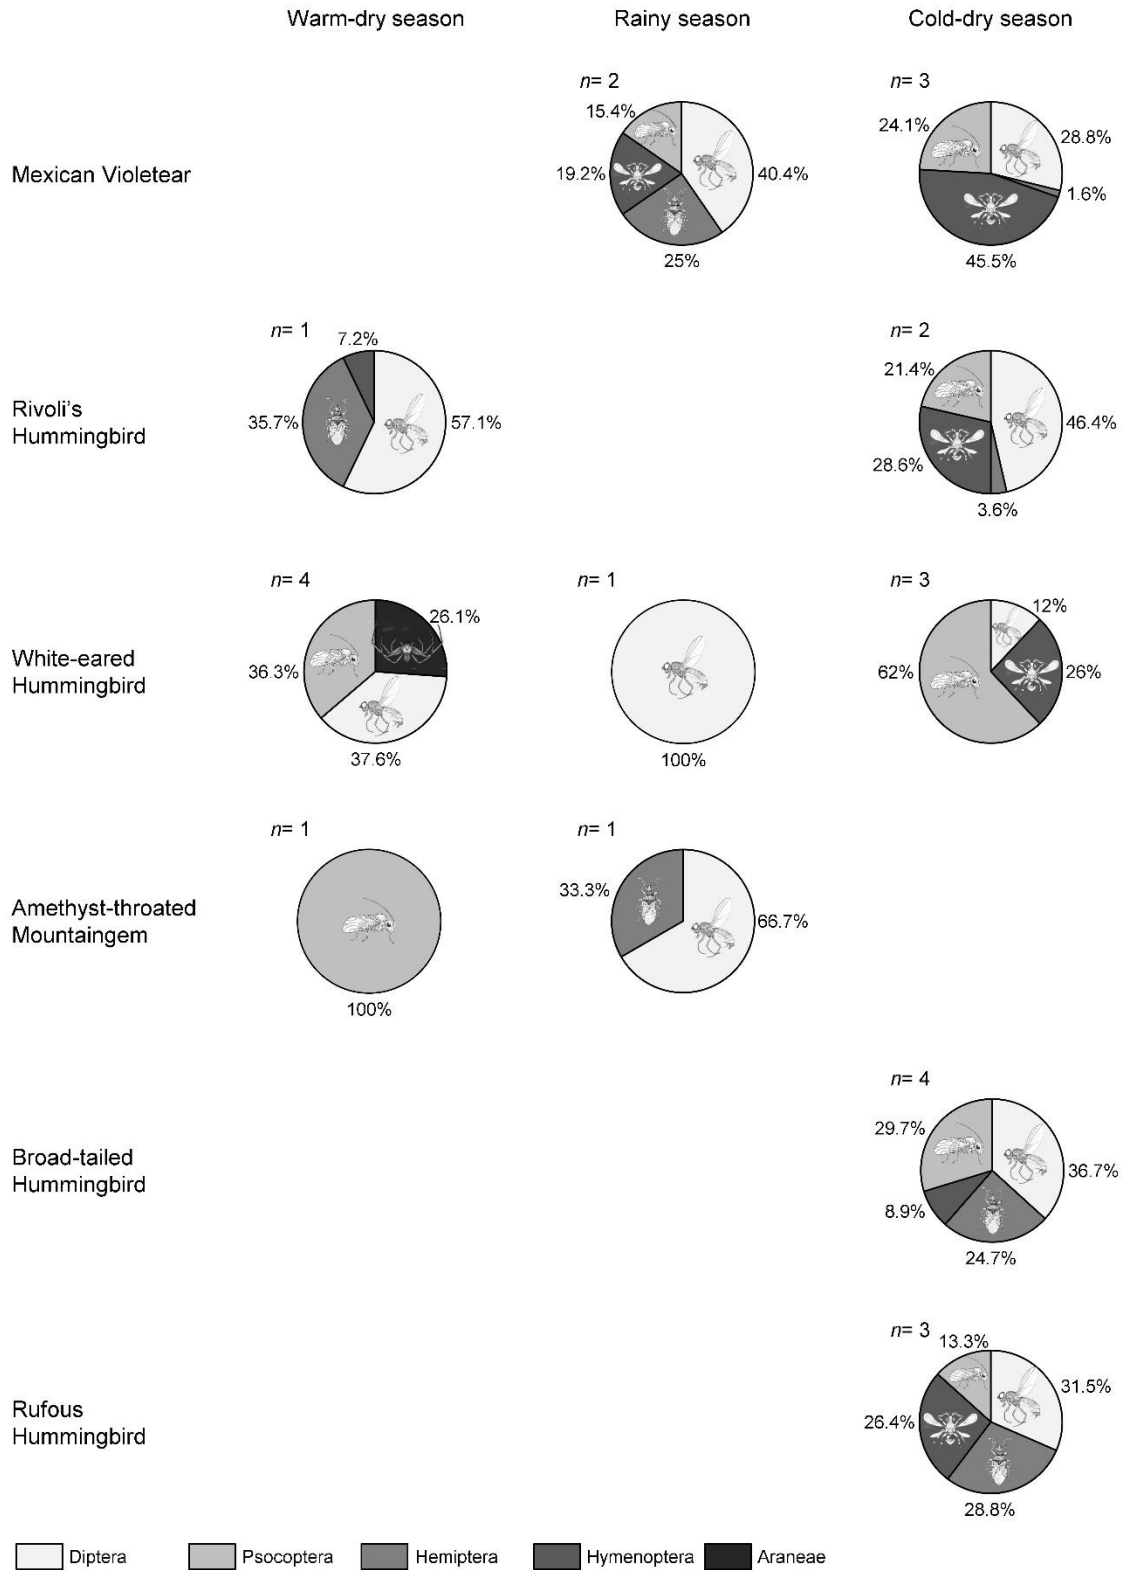 Warm-dry season Rainy season Cold-dry season
n= 2 n= 3
15.4% 24.1% 28.8%
Mexican Violetear 19.2% 40.4% 1.6%
25% 45.5%
n= 1 n= 2
7.2% 21.4%
Rivoli's
Hummingbird
35.7% 57.1% 46.4%
28.6%
3.6%
n= 4 n= 1 n= 3
26.1% 12%
White-eared
Hummingbird
36.3% 62% 26%
37.6% 100%
n= 1 n= 1
33.3%
Amethyst-throated
Mountaingem
66.7%
100%
n= 4
29.7%
Broad-tailed
Hummingbird
36.7%
8.9%
24.7%
n= 3
13.3%
31.5%
Rufous
Hummingbird
26.4%
28.8%
Diptera Psocoptera Hemiptera Hymenoptera Araneae